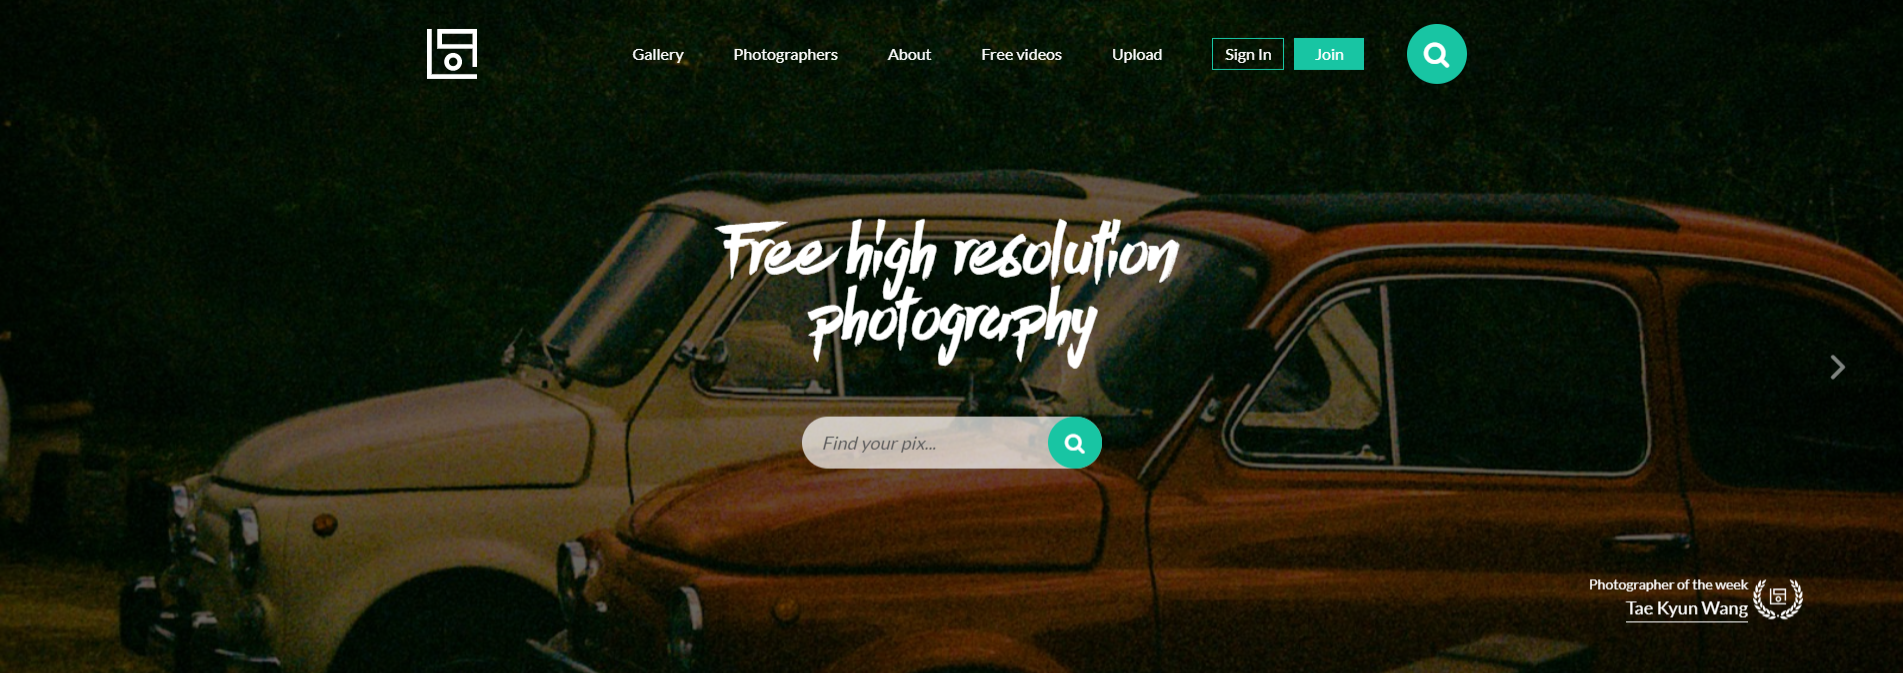 Gallery
Photographers
About
Free videos
Upload
Sign In
Join
Free high resolution
photography
Find your pix...
Photographer of the week
Tae Kyun Wang